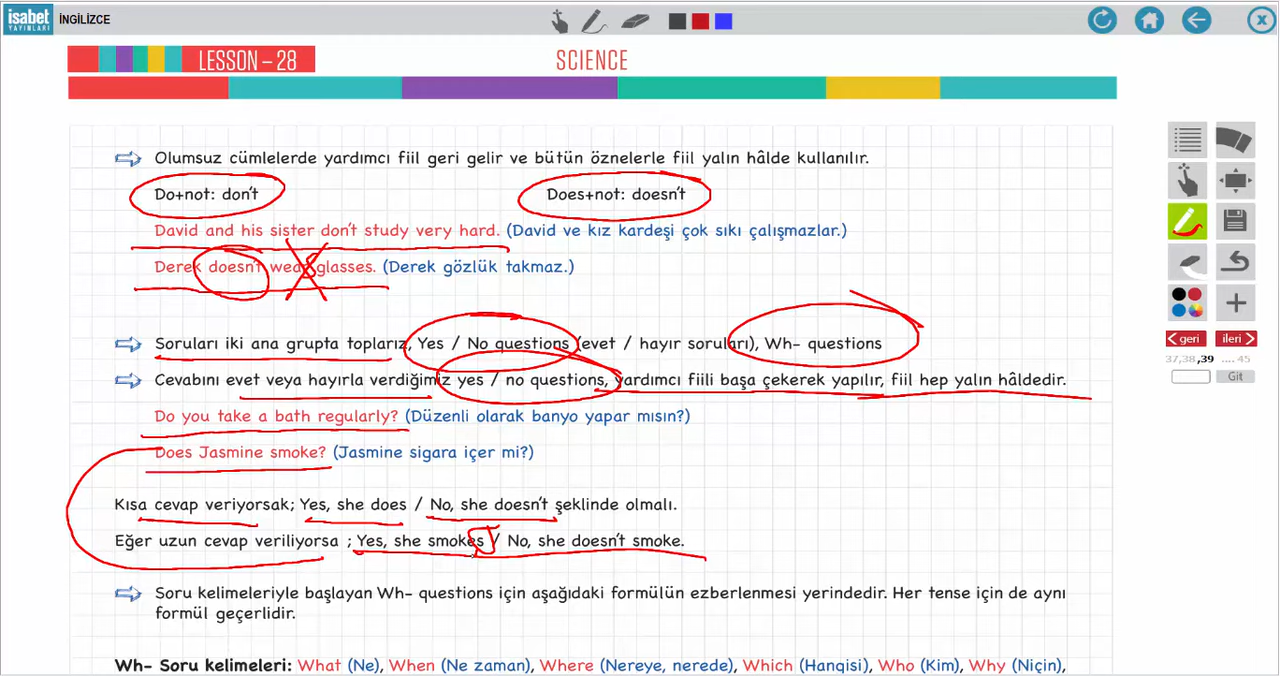 isabet
YAYINLARI
İNGİLİZCE
LESSON – 28
SCIENCE
Olumsuz cümlelerde yardımcı fiil geri gelir ve bütün öznelerle fiil yalın hâlde kullanılır.
Do+not: don't
Does+not: doesn't
David and his sister don't study very hard. (David ve kız kardeşi çok sıkı çalışmazlar.)
Derek doesn't wear glasses. (Derek gözlük takmaz.)
Soruları iki ana grupta toplarız, Yes / No questions (evet / hayır soruları), Wh- questions
Cevabını evet veya hayırla verdiğimiz yes / no questions, yardımcı fiili başa çekerek yapılır, fiil hep yalın hâldedir.
Do you take a bath regularly? (Düzenli olarak banyo yapar mısın?)
Does Jasmine smoke? (Jasmine sigara içer mi?)
Kısa cevap veriyorsak; Yes, she does / No, she doesn't şeklinde olmalı.
Eğer uzun cevap veriliyorsa ; Yes, she smokes / No, she doesn't smoke.
Soru kelimeleriyle başlayan Wh- questions için aşağıdaki formülün ezberlenmesi yerindedir. Her tense için de aynı
formül geçerlidir.
Wh- Soru kelimeleri: What (Ne), When (Ne zaman), Where (Nereye, nerede), Which (Hangisi), Who (Kim), Why (Niçin),
geri
ileri
37,38,39 .... 45
Git